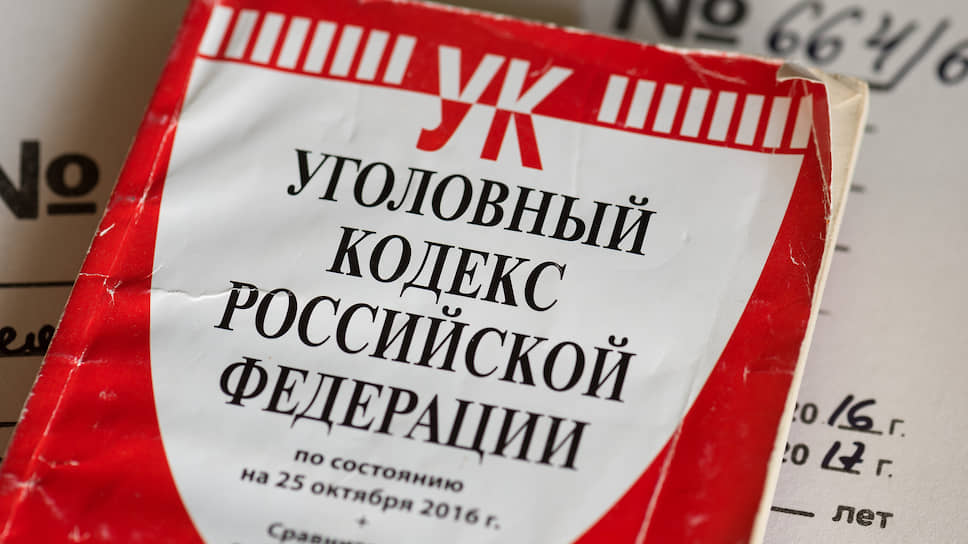 № 664/6
УК
№
УГОЛОВНЫЙ
КОДЕКС
РОССИЙСКОЙ
ФЕДЕРАЦИИ
по состоянию
на 25 октября 2016 г.
+
20 16 г.
20 17 г.
лет